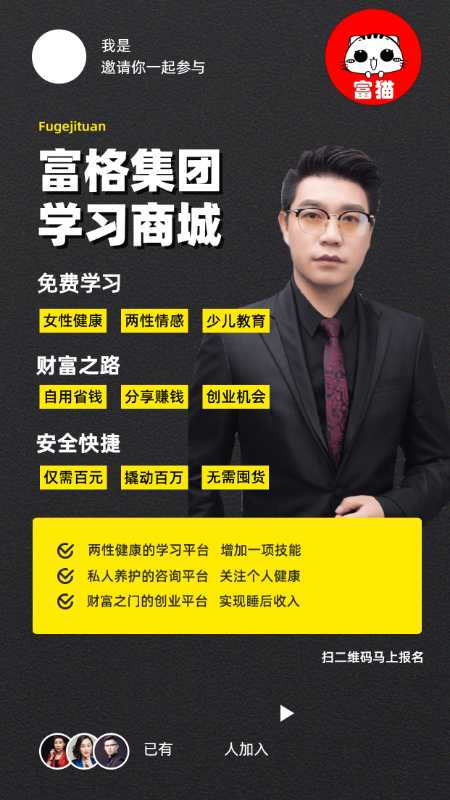 我是
邀请你一起参与
富猫
Fugejituan
富格集团
学习商城
免费学习
女性健康 两性情感 少儿教育
财富之路
自用省钱 分享赚钱 创业机会
安全快捷
仅需百元 撬动百万 无需囤货
两性健康的学习平台 增加一项技能
私人养护的咨询平台 关注个人健康
财富之门的创业平台 实现睡后收入
扫二维码马上报名
已有 人加入